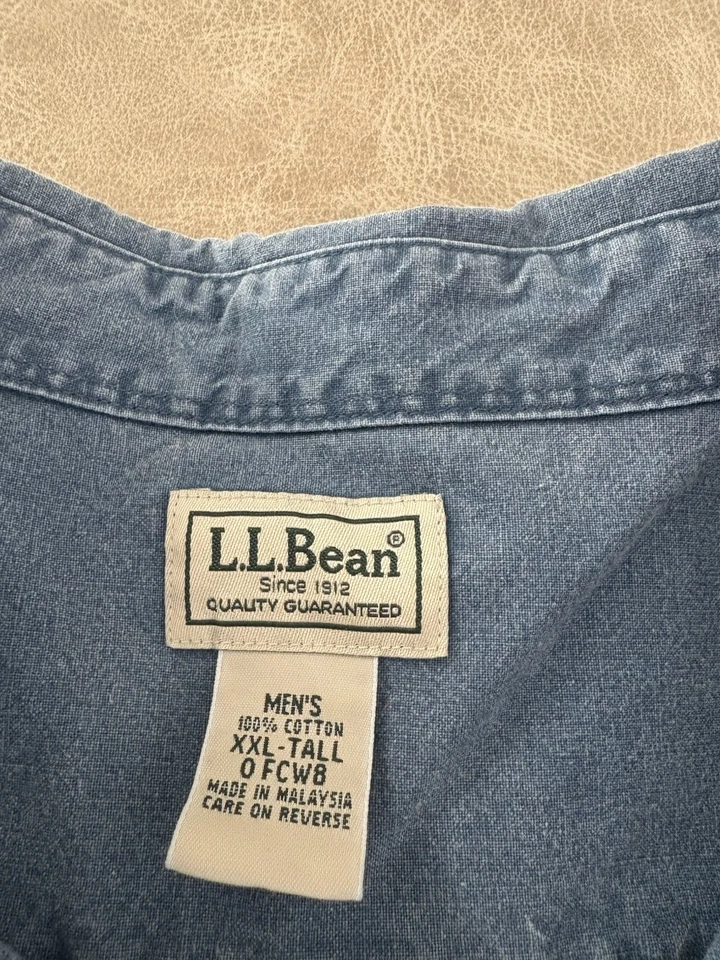 L.L.Bean®
Since 1912
QUALITY GUARANTEED
MEN'S
100% COTTON
XXL-TALL
0 FCW8
MADE IN MALAYSIA
CARE ON REVERSE